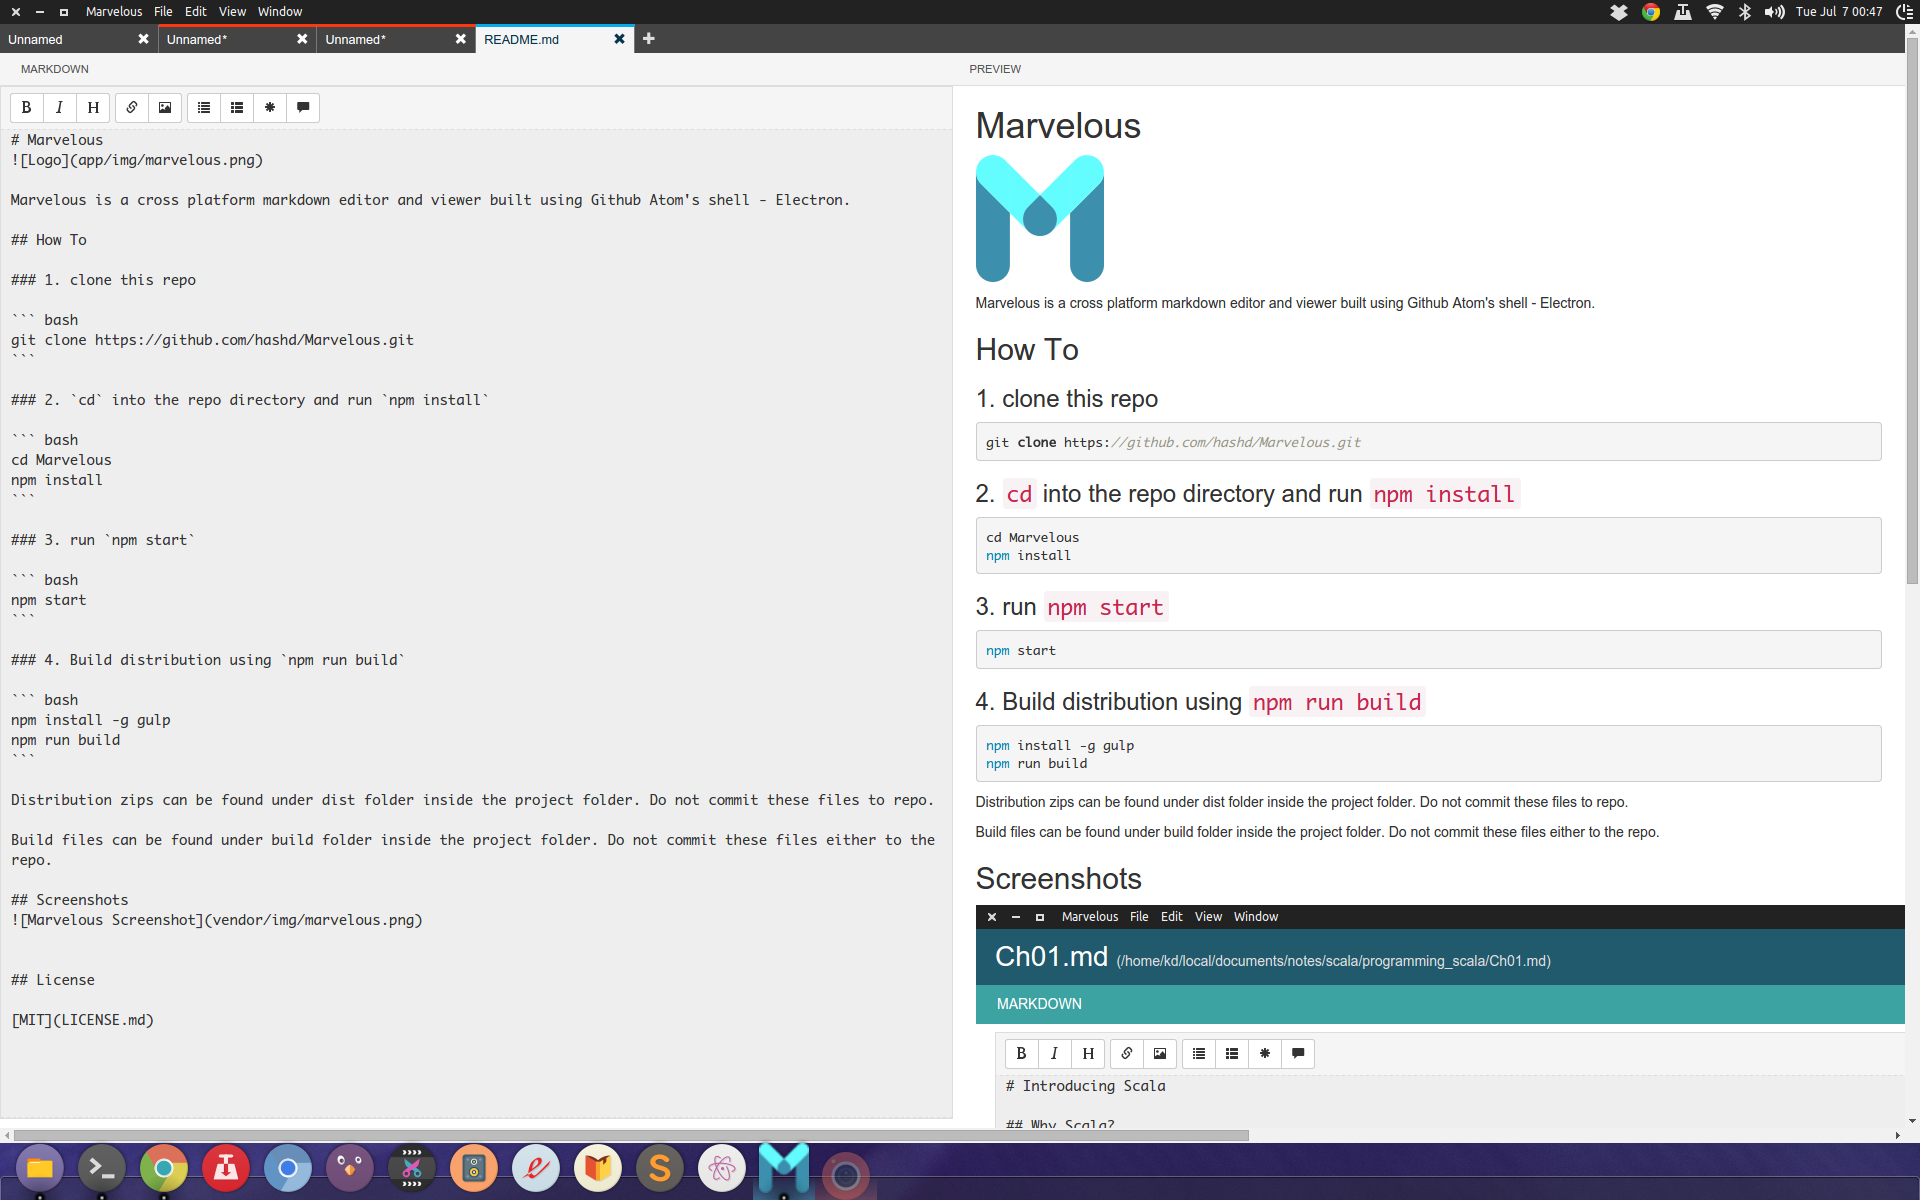 Marvelous File Edit View Window
Tue Jul 7 00:47
Unnamed
Unnamed*
Unnamed*
README.md
MARKDOWN
B I H
# Marvelous
![Logo](app/img/marvelous.png)
Marvelous is a cross platform markdown editor and viewer built using Github Atom's shell - Electron.
## How To
### 1. clone this repo
``` bash
git clone https://github.com/hashd/Marvelous.git
```
### 2. `cd` into the repo directory and run `npm install`
``` bash
cd Marvelous
npm install
```
### 3. run `npm start`
``` bash
npm start
```
### 4. Build distribution using `npm run build`
``` bash
npm install -g gulp
npm run build
```
Distribution zips can be found under dist folder inside the project folder. Do not commit these files to repo.
Build files can be found under build folder inside the project folder. Do not commit these files either to the
repo.
## Screenshots
![Marvelous Screenshot](vendor/img/marvelous.png)
## License
[MIT](LICENSE.md)
PREVIEW
Marvelous
Marvelous is a cross platform markdown editor and viewer built using Github Atom's shell - Electron.
How To
1. clone this repo
git clone https://github.com/hashd/Marvelous.git
2. cd into the repo directory and run npm install
cd Marvelous
npm install
3. run npm start
npm start
4. Build distribution using npm run build
npm install -g gulp
npm run build
Distribution zips can be found under dist folder inside the project folder. Do not commit these files to repo.
Build files can be found under build folder inside the project folder. Do not commit these files either to the repo.
Screenshots
Marvelous File Edit View Window
Ch01.md (/home/kd/local/documents/notes/scala/programming_scala/Ch01.md)
MARKDOWN
B I H
# Introducing Scala
## Why Scala?